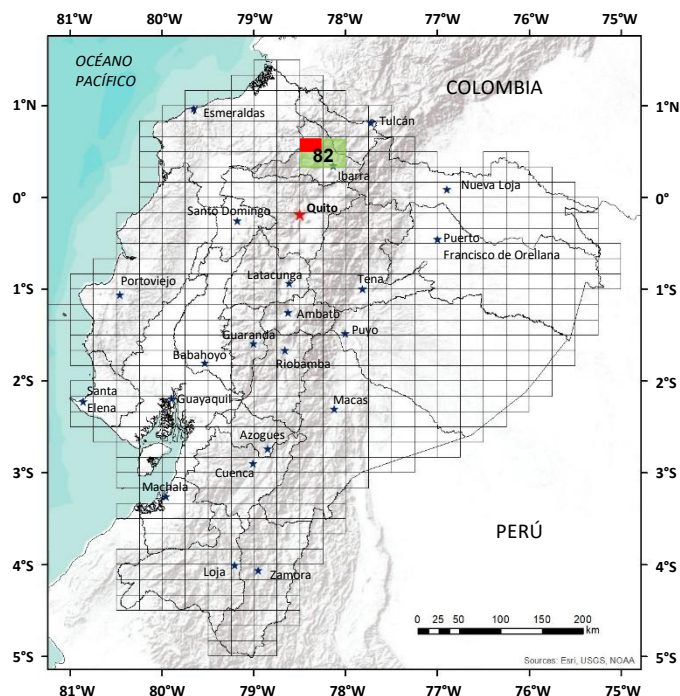 81°W 80°W 79°W 78°W 77°W 76°W 75°W
OCÉANO
PACÍFICO
COLOMBIA
1°N 1°N
Esmeraldas
Tulcán
82
Ibarra
Nueva Loja
0° 0°
Santo Domingo
Quito
Puerto
Francisco de Orellana
Latacunga
Tena
Portoviejo
1°S 1°S
Ambato
Guaranda
Puyo
Babahoyo
Riobamba
2°S 2°S
Santa
Elena
Guayaquil
Macas
Azogues
Cuenca
3°S 3°S
Machala
PERÚ
4°S 4°S
Loja
Zamora
0 25 50 100 150 200
km
Sources: Esri, USGS, NOAA
5°S 5°S
81°W 80°W 79°W 78°W 77°W 76°W 75°W